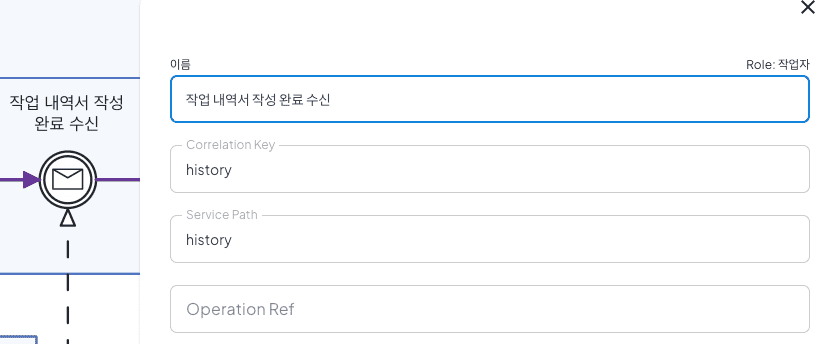 작업 내역서 작성
완료 수신
이름
Role: 작업자
작업 내역서 작성 완료 수신
Correlation Key
history
Service Path
history
Operation Ref